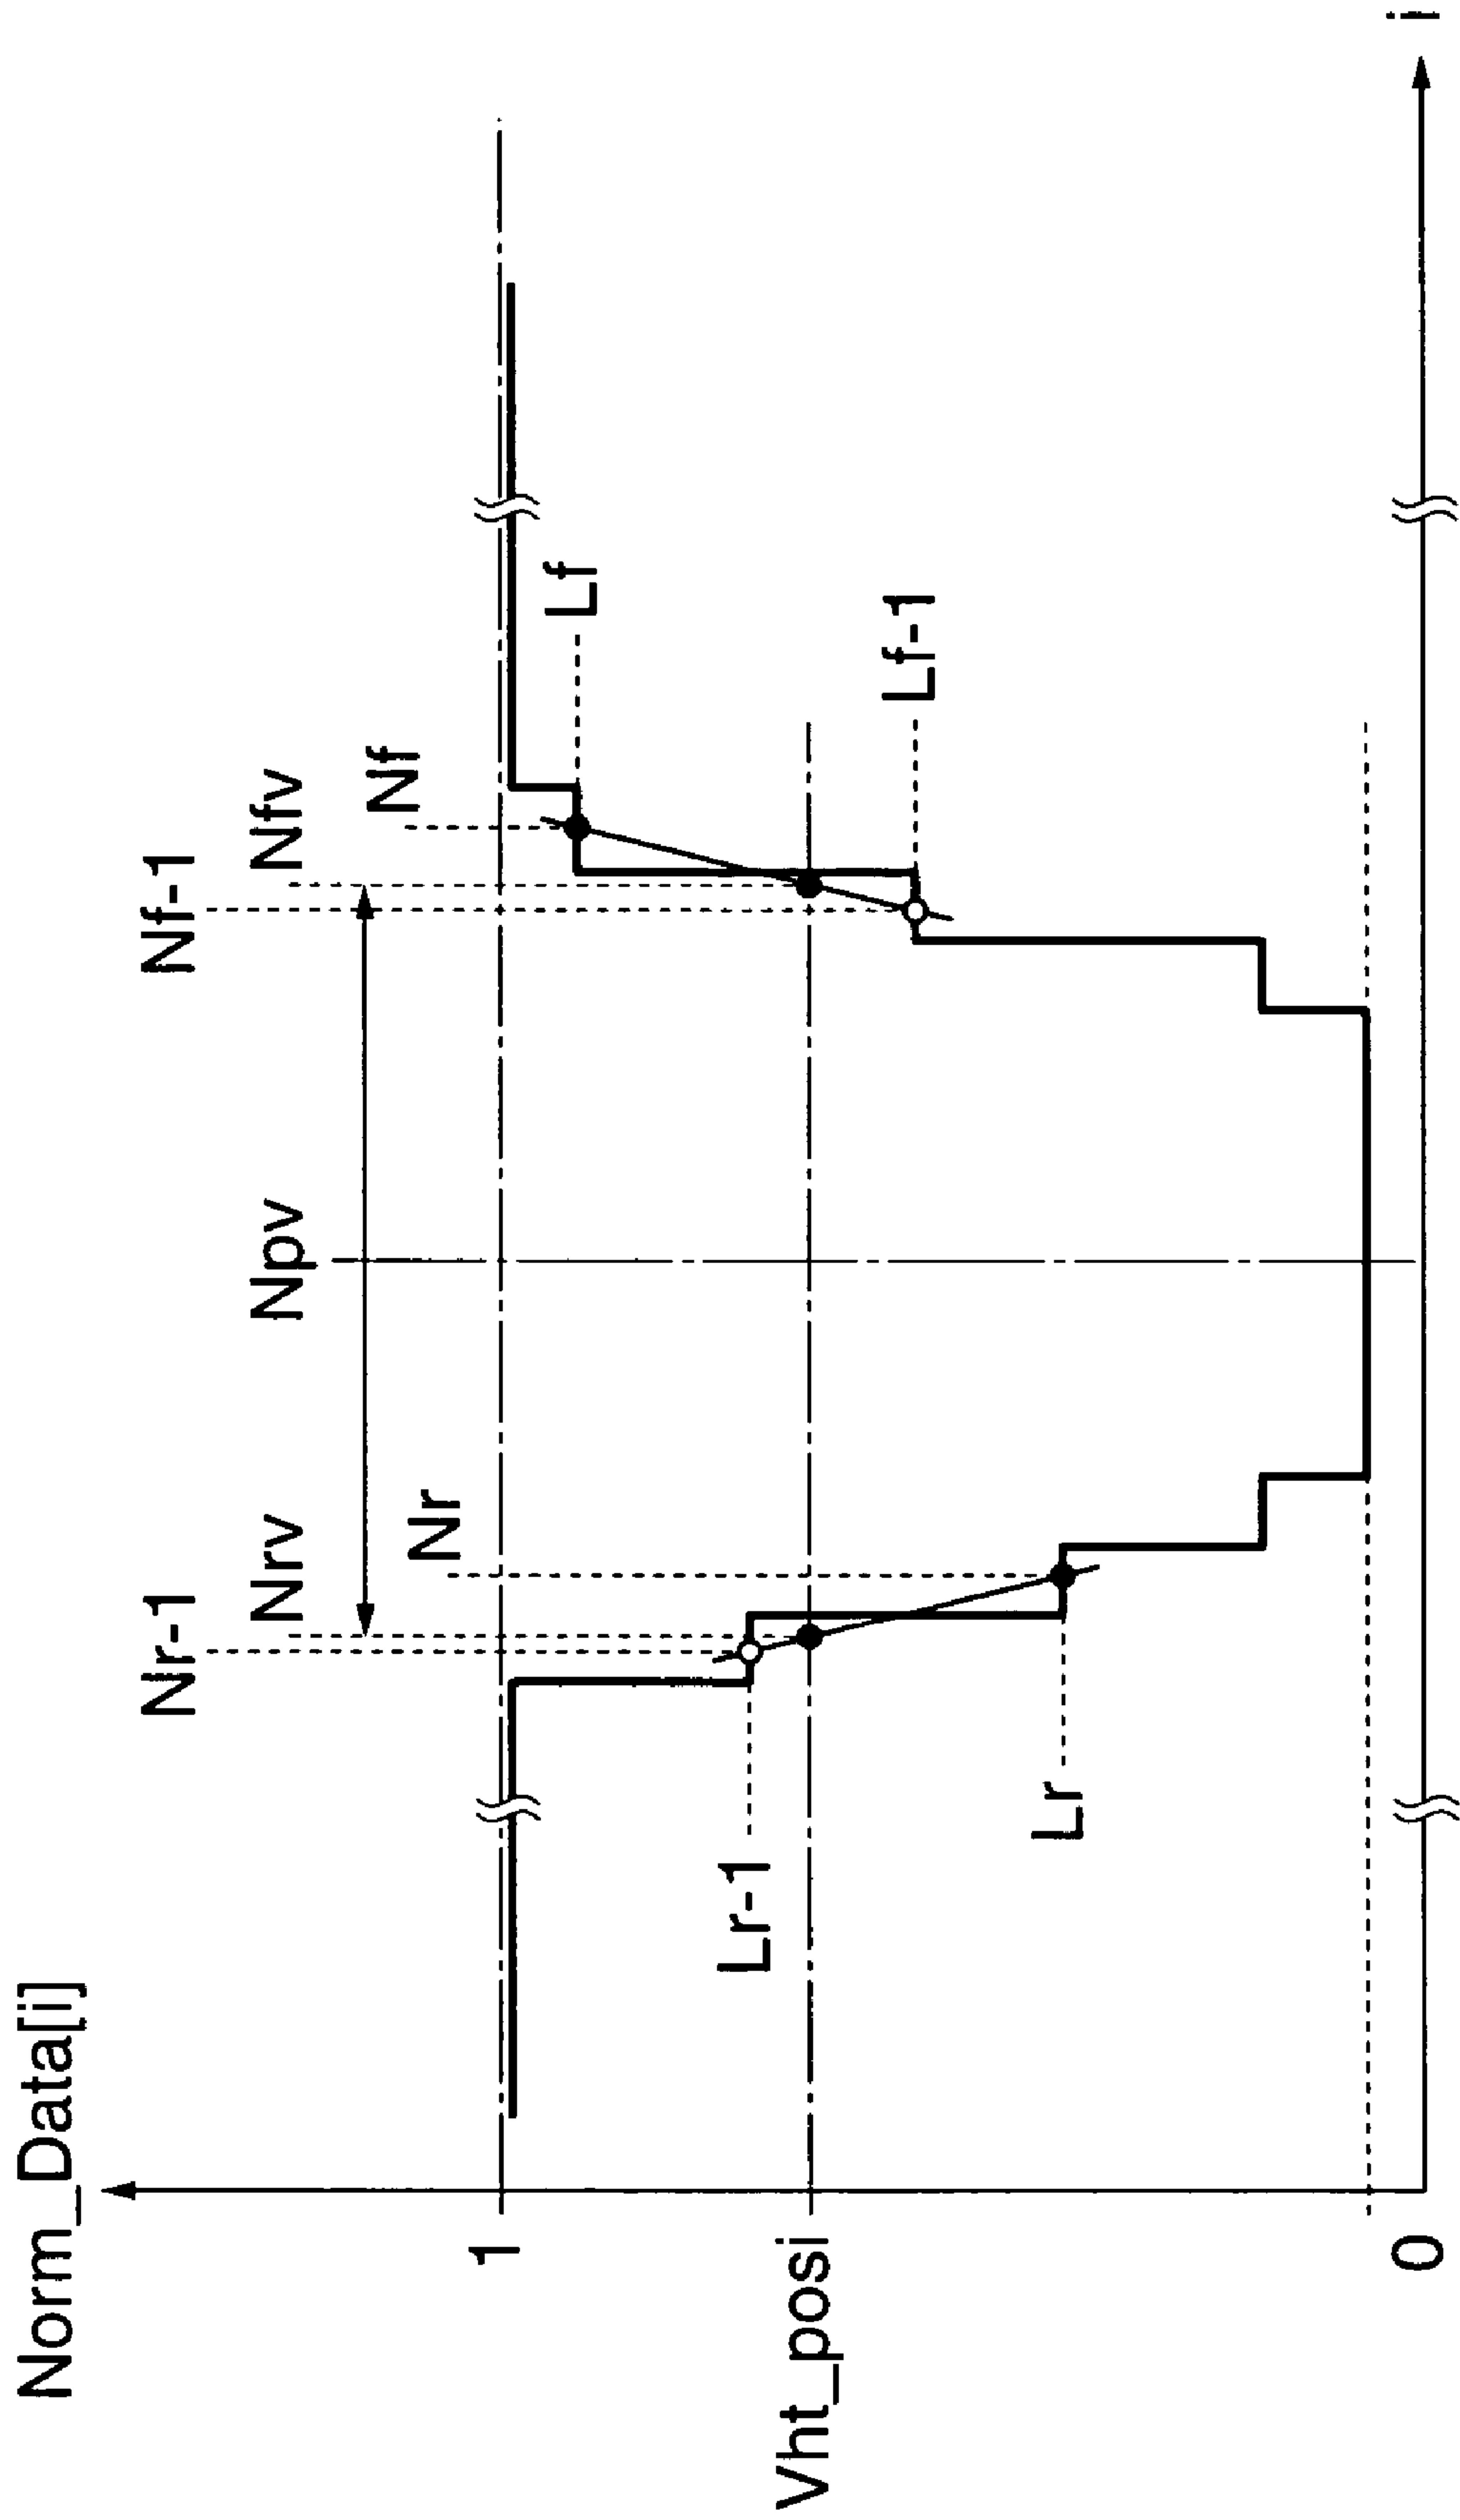 Norm_Data[i]
Nr-1
Nf-1
Nrv
Npv
Nfv
Nr
Nf
1
Lf
Lr-1
Vht_posi
Lf-1
Lr
0
i